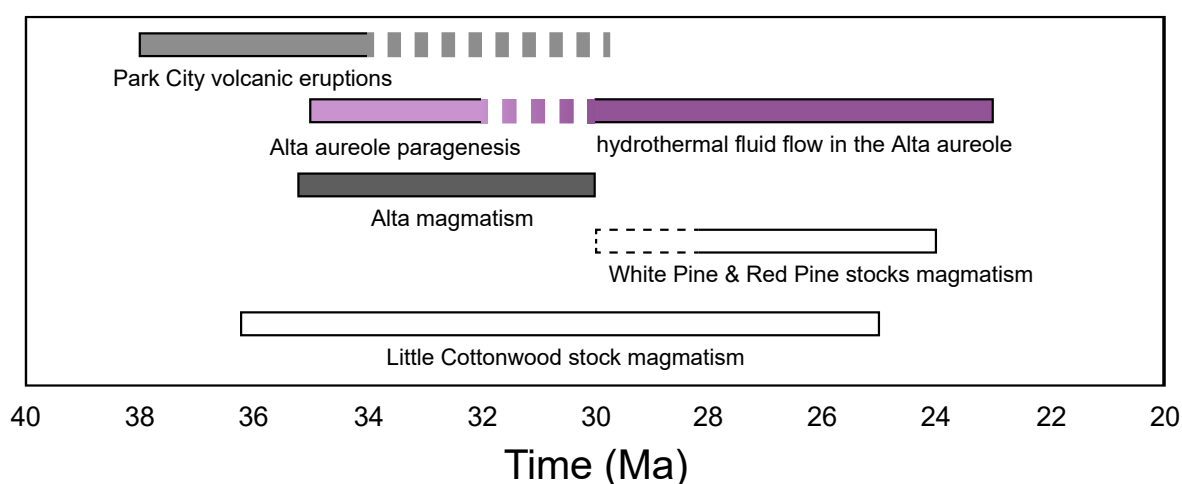 Park City volcanic eruptions
Alta aureole paragenesis
hydrothermal fluid flow in the Alta aureole
Alta magmatism
White Pine & Red Pine stocks magmatism
Little Cottonwood stock magmatism
40 38 36 34 32 30 28 26 24 22 20
Time (Ma)